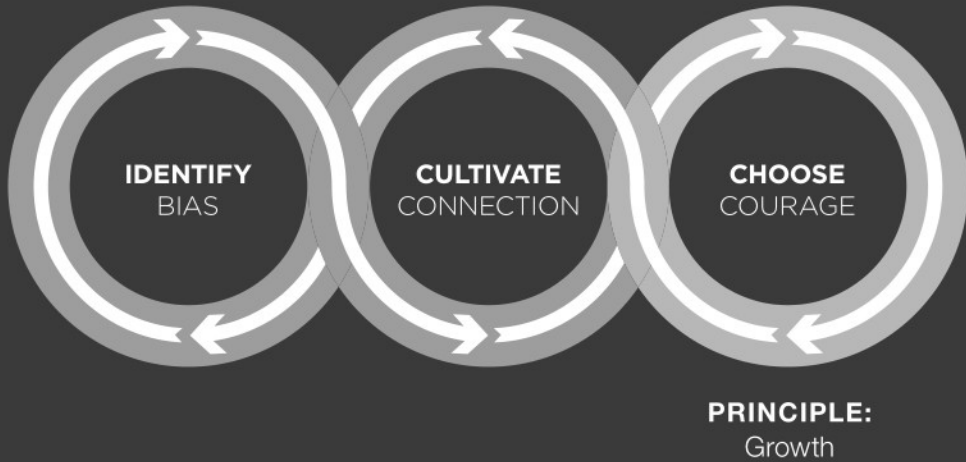 IDENTIFY
BIAS
CULTIVATE
CONNECTION
CHOOSE
COURAGE
PRINCIPLE:
Growth